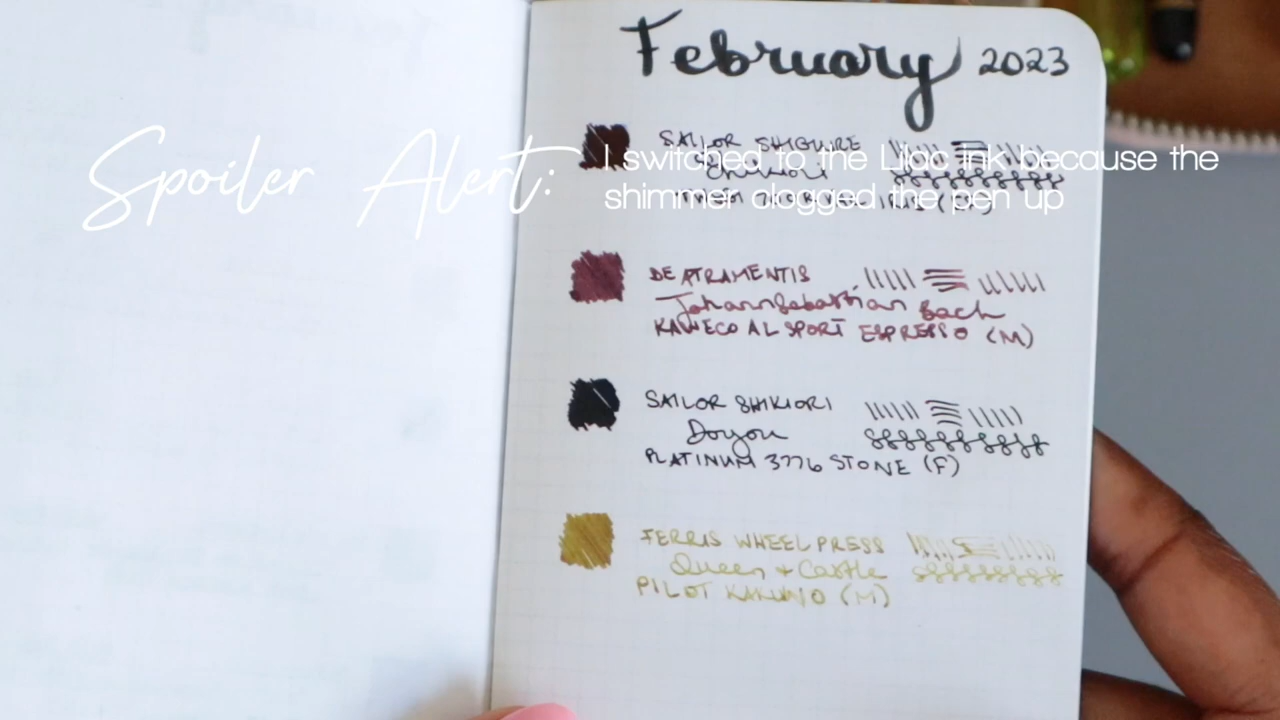 February 2023
Spoiler Alert: I switched to the Lilac ink because the
shimmer clogged the pen up
SAILOR SHIGURE
Shikiori
DE ATRAMENTIS
Johann Sebastian Bach
KAWECO AL SPORT ESPRESSO (M)
SAILOR SHIKIORI
Doyou
PLATINUM 3776 STONE (F)
FERRIS WHEEL PRESS
Queen + Castle
PILOT KAKUNO (M)